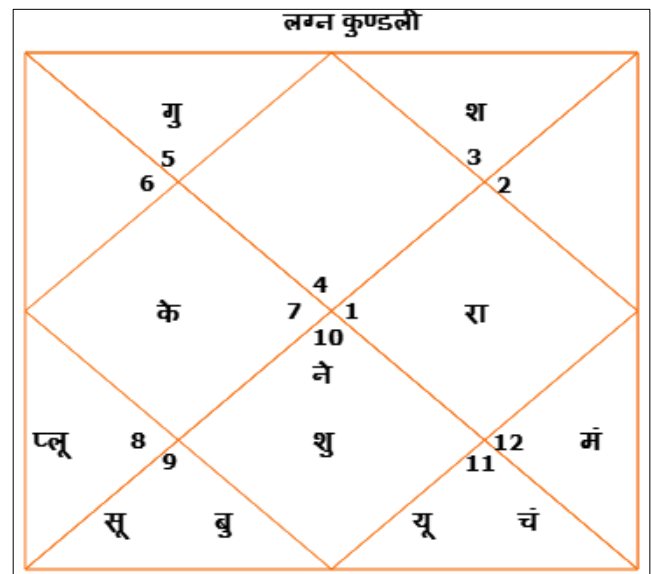 लग्न कुण्डली
गु श
5 3
6 2
4
के 7 1 रा
10
ने
प्लू 8 शु 12 मं
9 11
सू बु यू चं